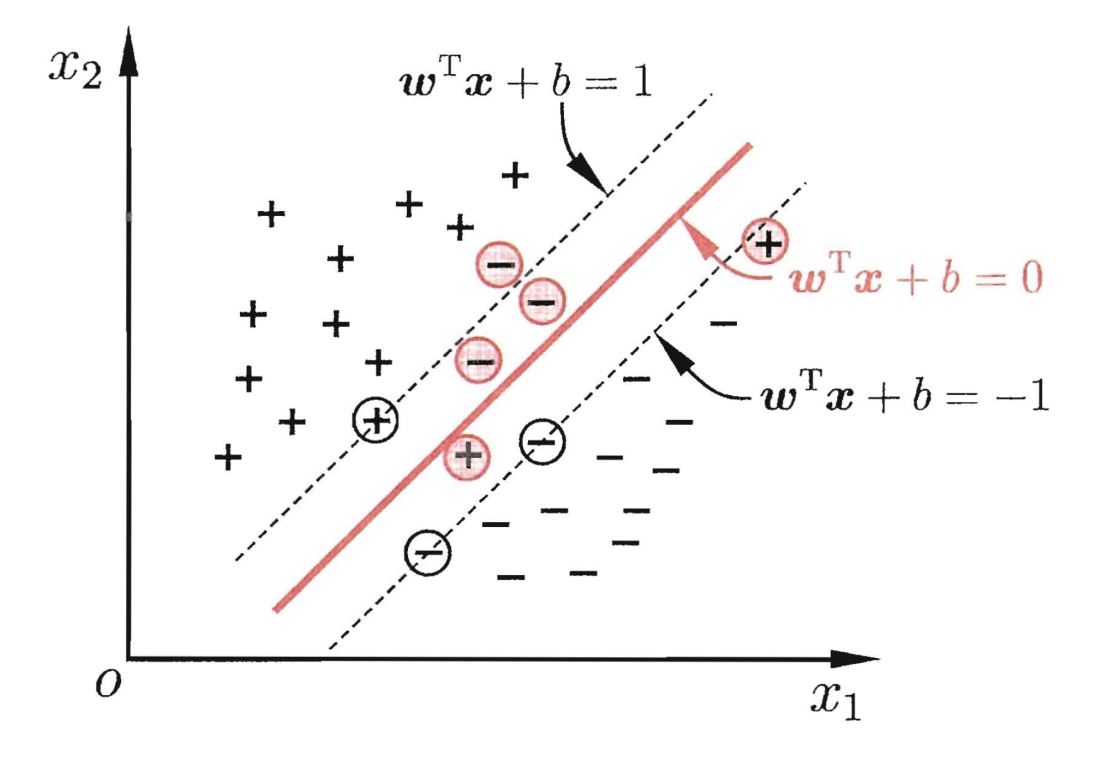 x₂
wᵀx + b = 1
wᵀx + b = 0
wᵀx + b = −1
O
x₁